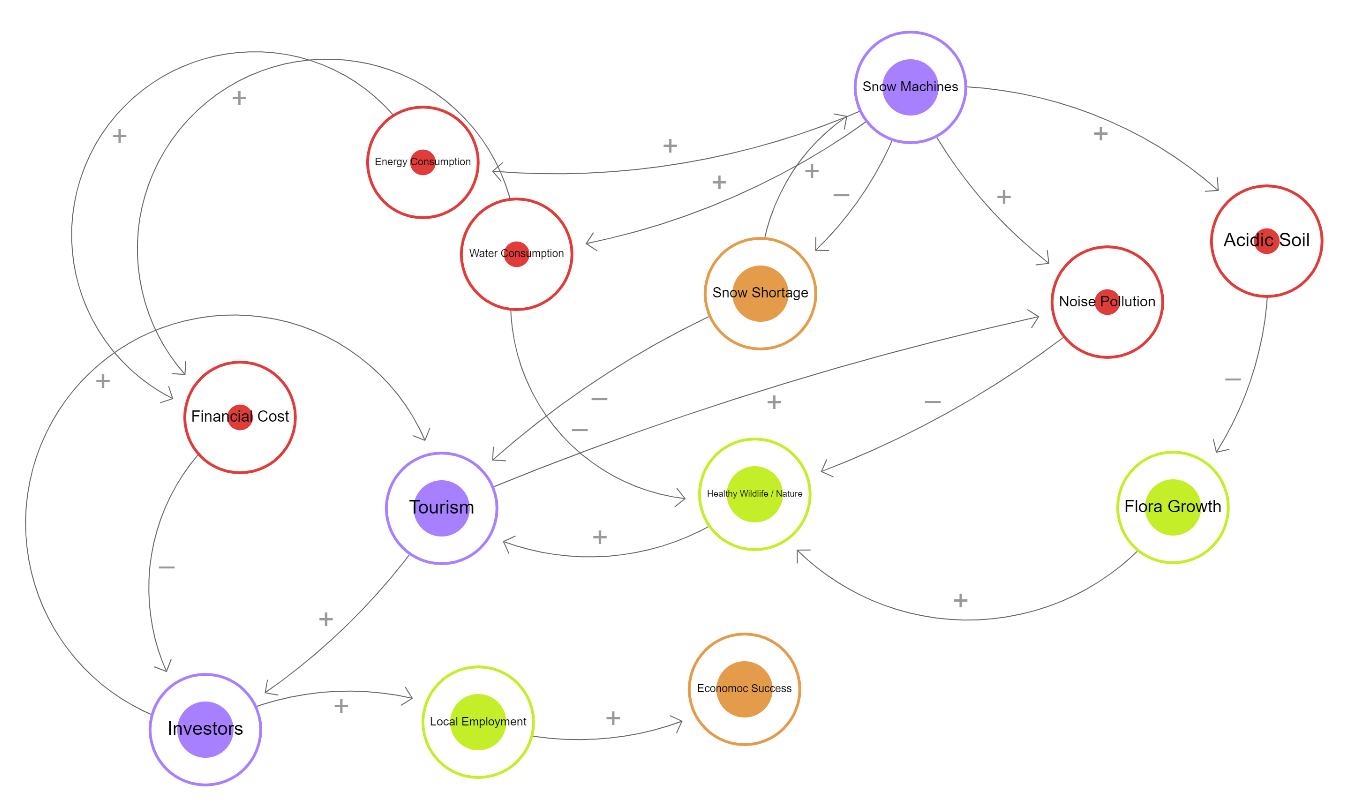 Snow Machines
+
+
+
+
Energy Consumption
+
+
+
–
+
Acidic Soil
Water Consumption
Snow Shortage
Noise Pollution
+
–
–
+
–
–
Financial Cost
Healthy Wildlife / Nature
Tourism
Flora Growth
+
–
+
+
Economoc Success
+
+
Local Employment
Investors